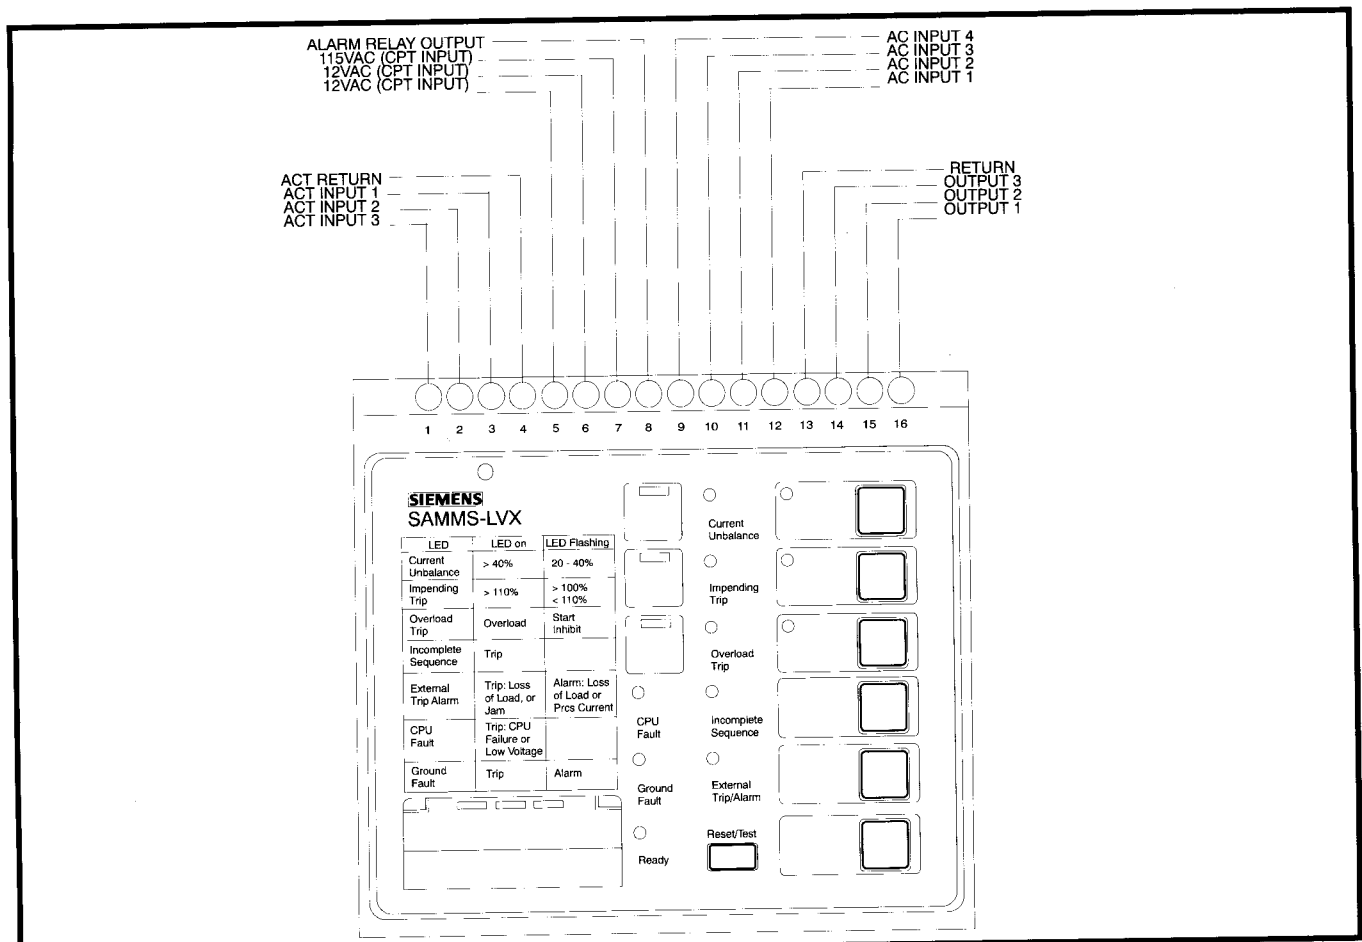 ALARM RELAY OUTPUT
115VAC (CPT INPUT)
12VAC (CPT INPUT)
12VAC (CPT INPUT)
AC INPUT 4
AC INPUT 3
AC INPUT 2
AC INPUT 1
ACT RETURN
ACT INPUT 1
ACT INPUT 2
ACT INPUT 3
RETURN
OUTPUT 3
OUTPUT 2
OUTPUT 1
1 2 3 4 5 6 7 8 9 10 11 12 13 14 15 16
SIEMENS
SAMMS-LVX
LED LED on LED Flashing
Current
Unbalance
> 40%
20 - 40%
Impending
Trip
> 110%
> 100%
< 110%
Overload
Trip
Overload
Start
Inhibit
Incomplete
Sequence
Trip
External
Trip Alarm
Trip: Loss
of Load, or
Jam
Alarm: Loss
of Load or
Prcs Current
CPU
Fault
Trip: CPU
Failure or
Low Voltage
Ground
Fault
Trip
Alarm
CPU
Fault
Ground
Fault
Ready
Current
Unbalance
Impending
Trip
Overload
Trip
Incomplete
Sequence
External
Trip/Alarm
Reset/Test